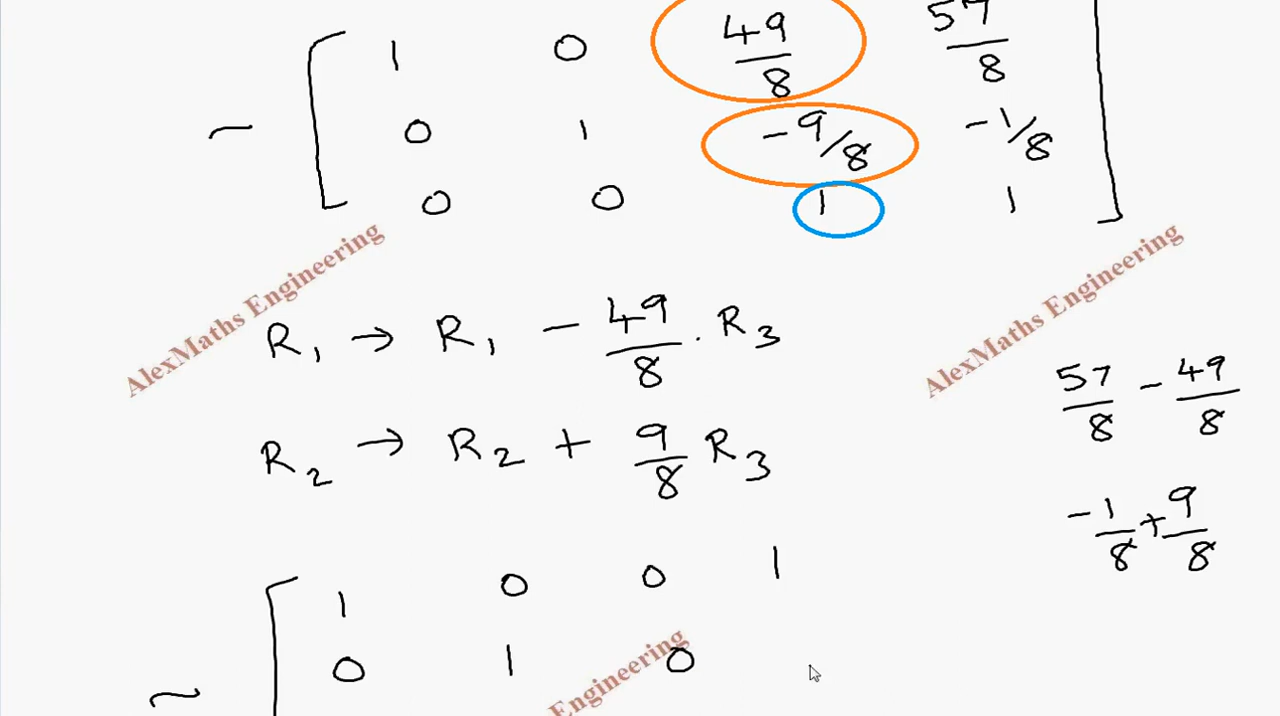 1 0 49/8 57/8
~ 0 1 -9/8 -1/8
0 0 1 1
AlexMaths Engineering
AlexMaths Engineering
R₁ → R₁ - 49/8 . R₃
57/8 - 49/8
R₂ → R₂ + 9/8 R₃
-1/8 + 9/8
1 0 0 1
~ 0 1 0
Engineering